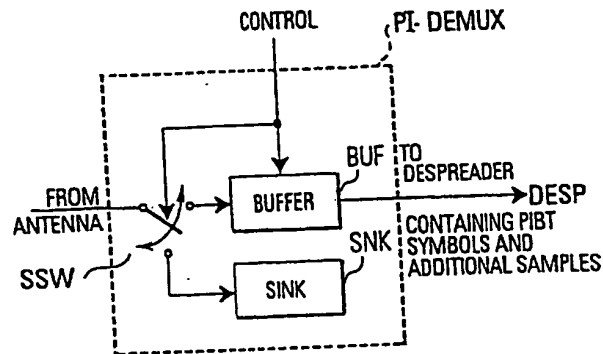 CONTROL
PI- DEMUX
BUF
TO
DESPREADER
FROM
ANTENNA
BUFFER
DESP
CONTAINING PIBT
SYMBOLS AND
ADDITIONAL SAMPLES
SSW
SNK
SINK